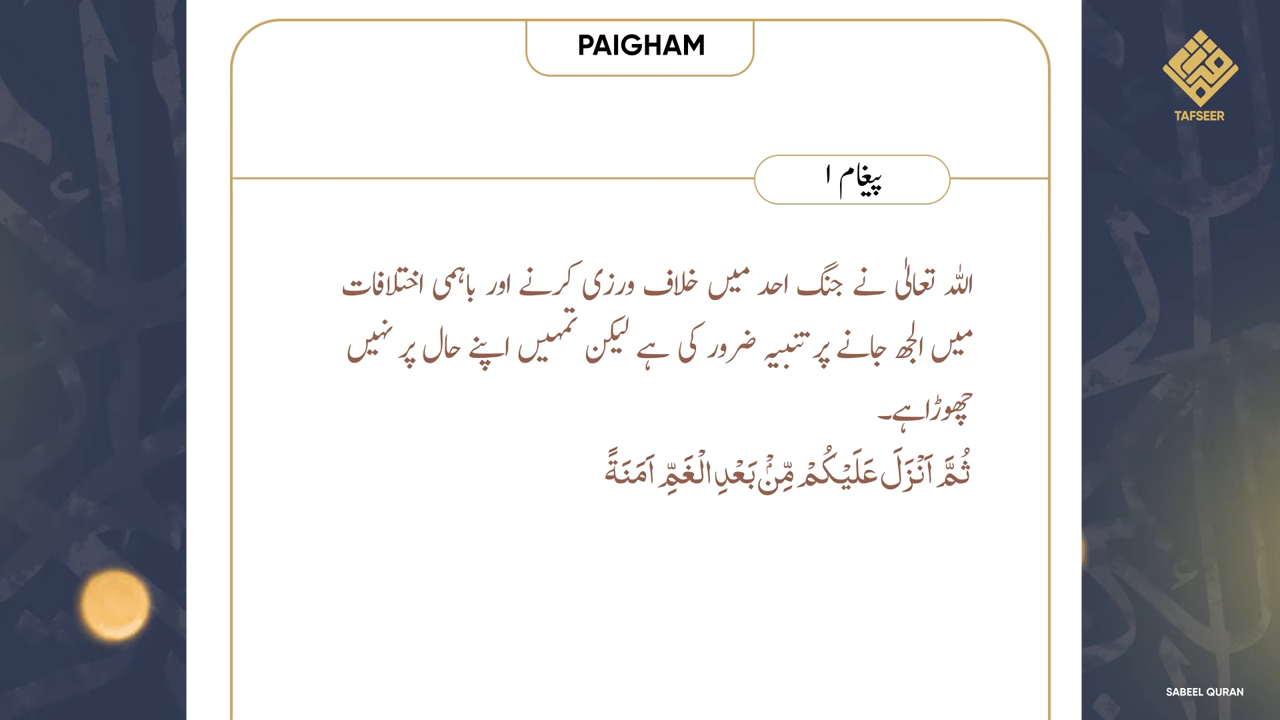 PAIGHAM
TAFSEER
پیغام ۱
اللہ تعالٰی نے جنگ احد میں خلاف ورزی کرنے اور باہمی اختلافات
میں الجھ جانے پر تنبیہ ضرور کی ہے لیکن تمہیں اپنے حال پر نہیں
چھوڑا ہے۔
ثُمَّ اَنْزَلَ عَلَيْكُمْ مِّنْۢ بَعْدِ الْغَمِّ اَمَنَةً
SABEEL QURAN